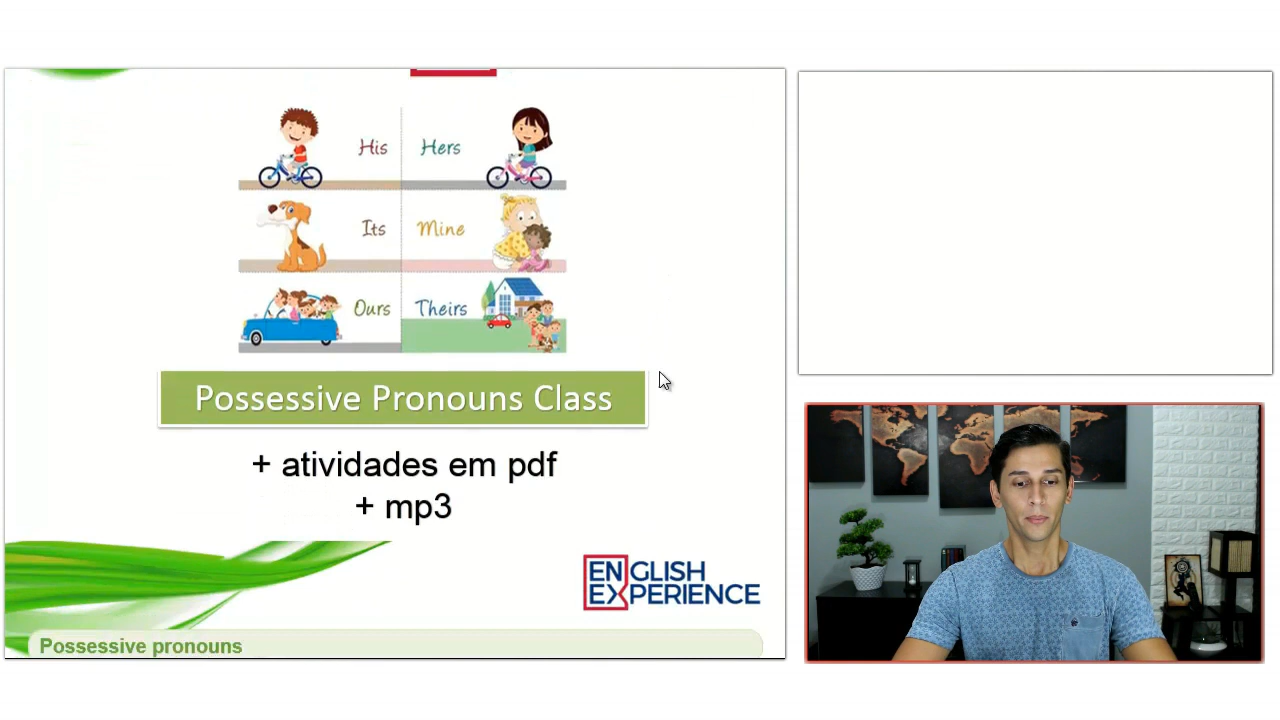 His Hers
Its Mine
Ours Theirs
Possessive Pronouns Class
+ atividades em pdf
+ mp3
ENGLISH
EXPERIENCE
Possessive pronouns